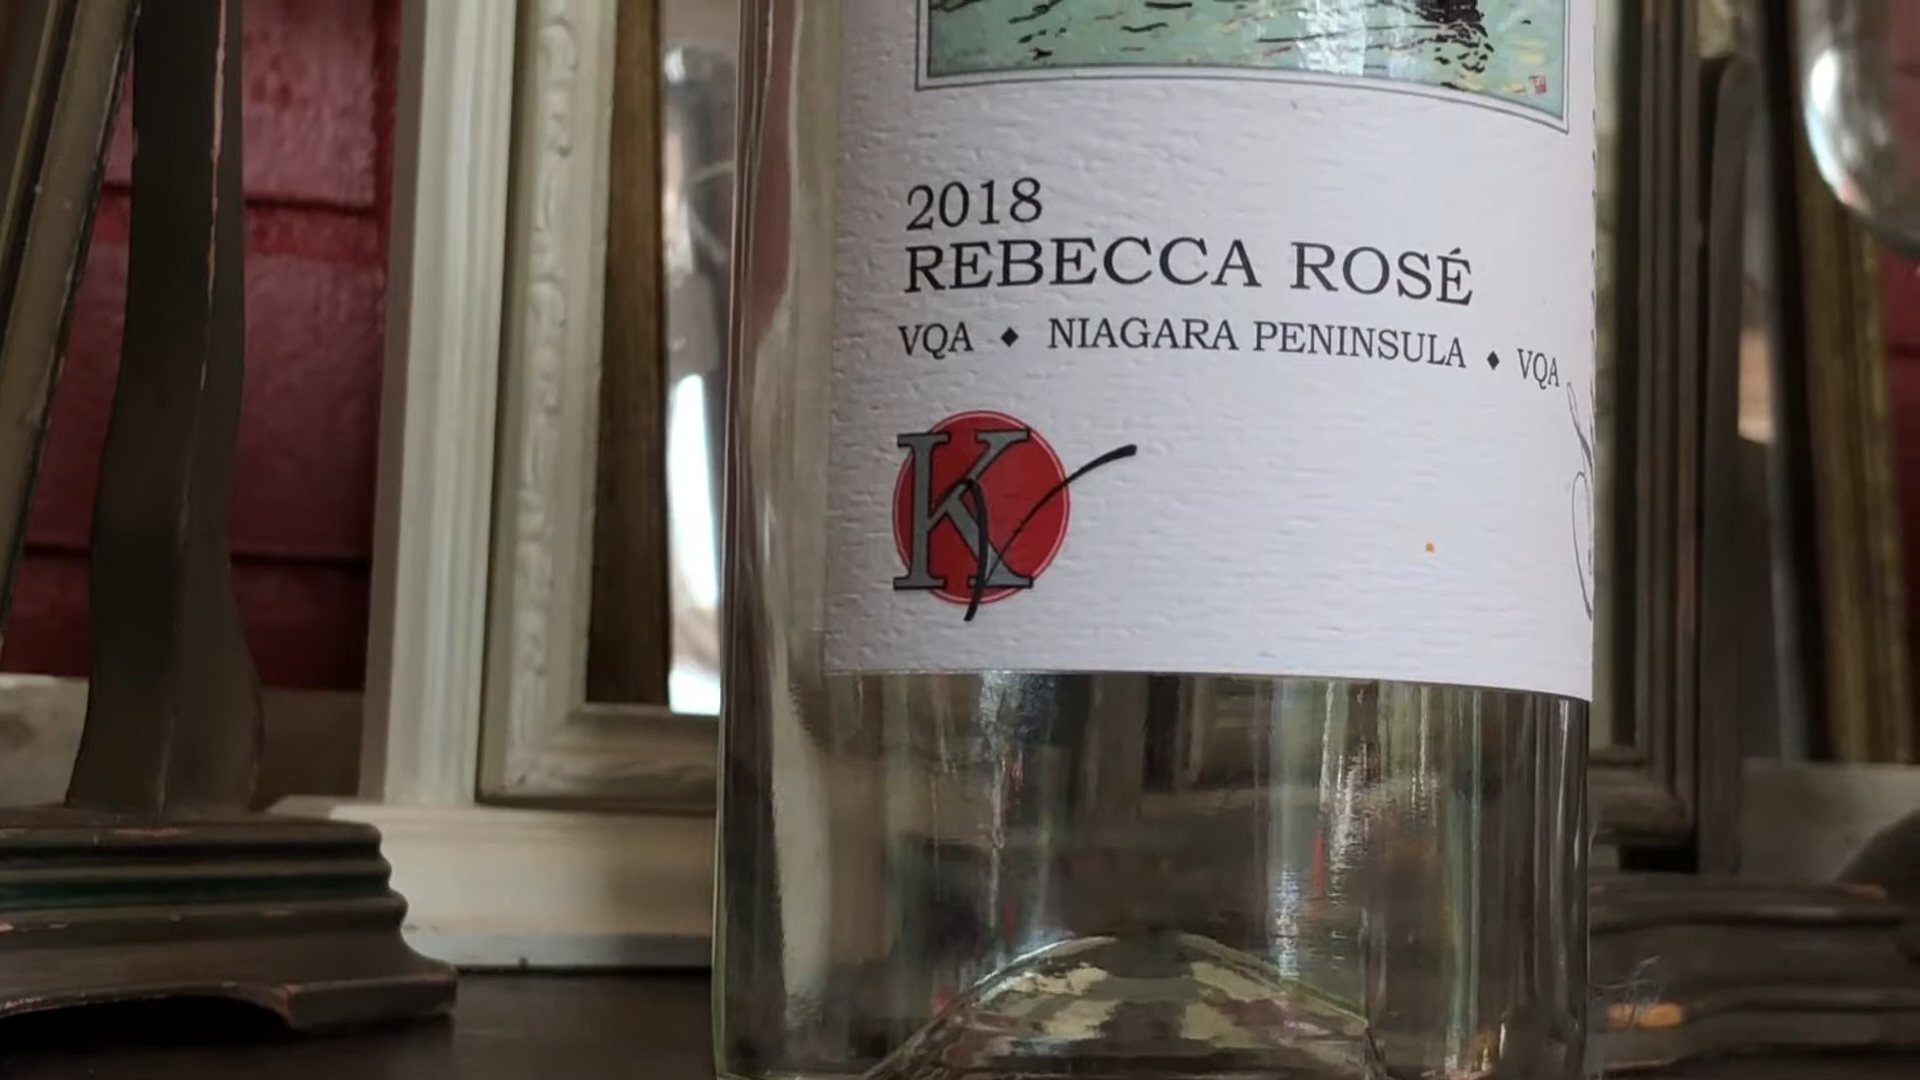 2018
REBECCA ROSÉ
VQA ♦ NIAGARA PENINSULA ♦ VQA
K